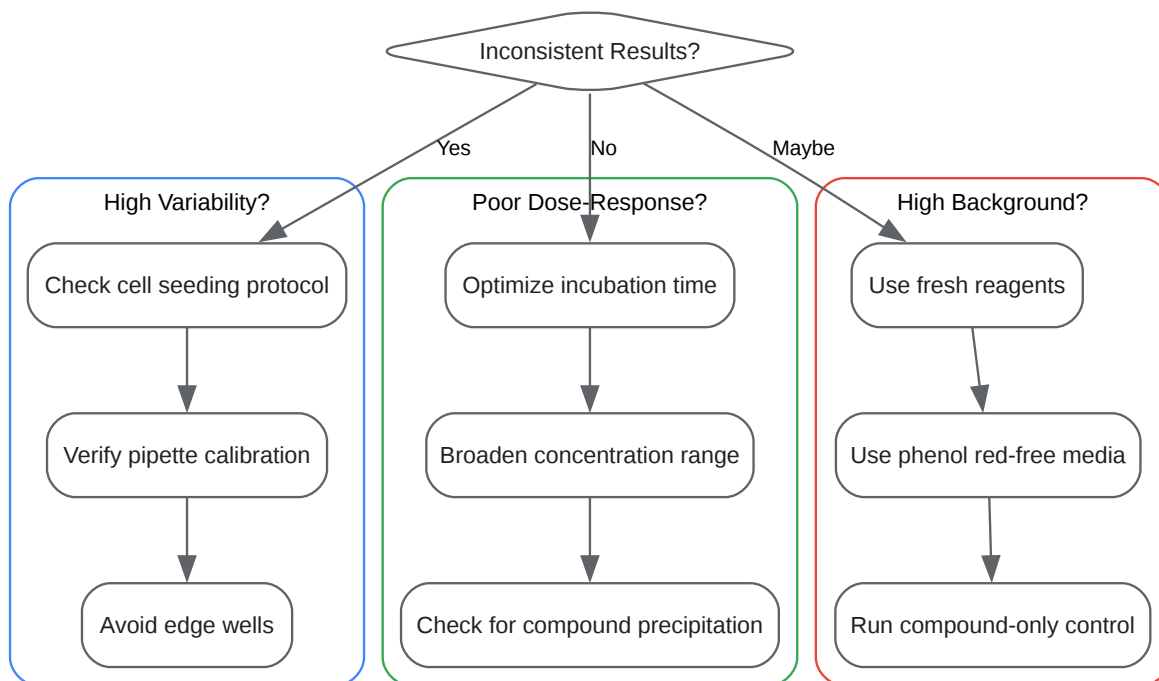 Inconsistent Results?
Yes
No
Maybe
High Variability?
Poor Dose-Response?
High Background?
Check cell seeding protocol
Optimize incubation time
Use fresh reagents
Verify pipette calibration
Broaden concentration range
Use phenol red-free media
Avoid edge wells
Check for compound precipitation
Run compound-only control